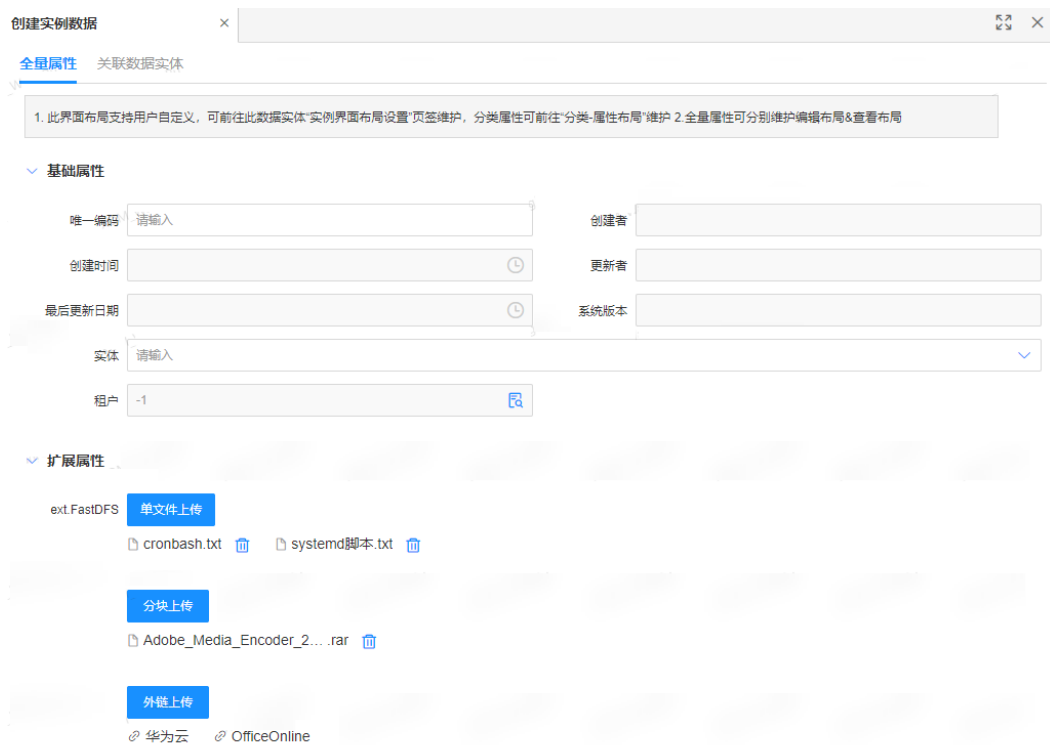 创建实例数据
全量属性 关联数据实体
1. 此界面布局支持用户自定义，可前往此数据实体“实例界面布局设置”页签维护，分类属性可前往“分类-属性布局”维护 2.全量属性可分别维护编辑布局&查看布局
基础属性
唯一编码 请输入 创建者
创建时间 更新者
最后更新日期 系统版本
实体 请输入
租户 -1
扩展属性
ext.FastDFS 单文件上传
cronbash.txt systemd脚本.txt
分块上传
Adobe_Media_Encoder_2... .rar
外链上传
华为云 OfficeOnline